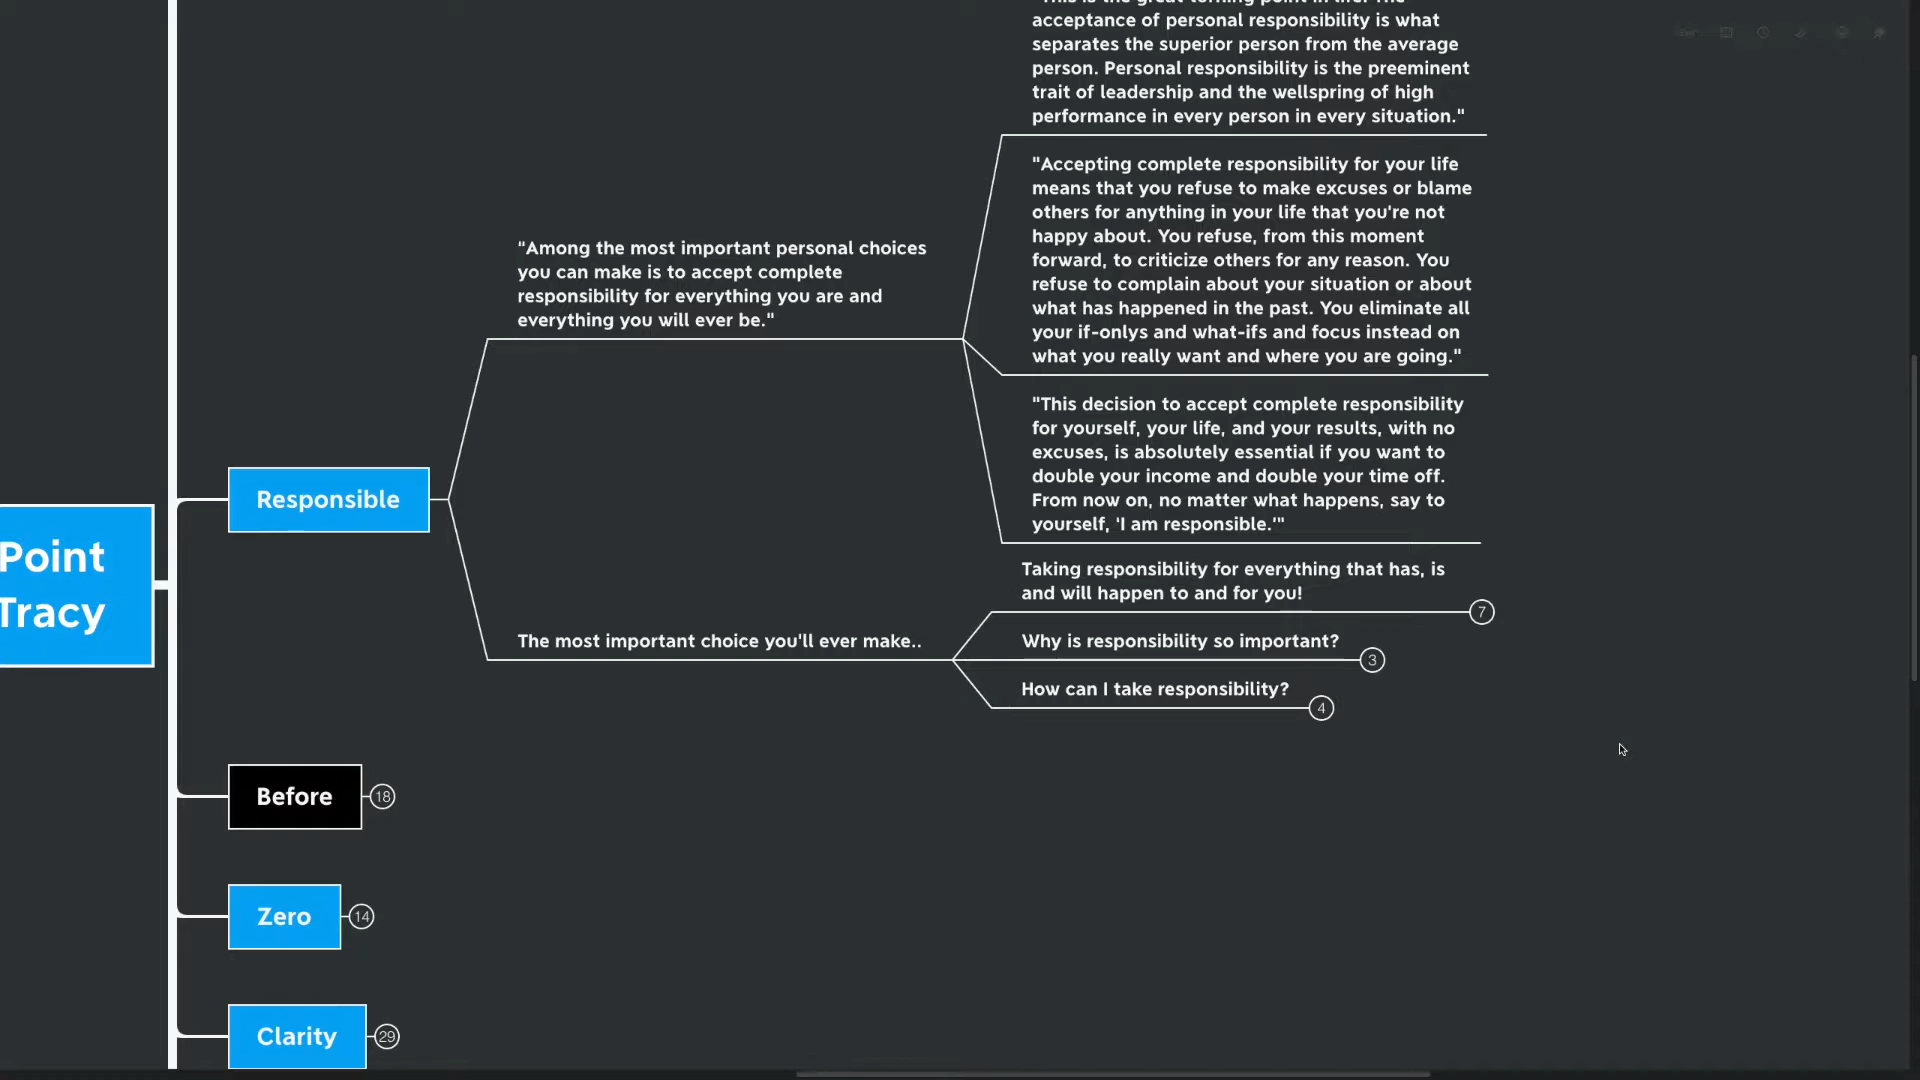 "This is the great turning point in life. The
acceptance of personal responsibility is what
separates the superior person from the average
person. Personal responsibility is the preeminent
trait of leadership and the wellspring of high
performance in every person in every situation."
"Accepting complete responsibility for your life
means that you refuse to make excuses or blame
others for anything in your life that you're not
happy about. You refuse, from this moment
forward, to criticize others for any reason. You
refuse to complain about your situation or about
what has happened in the past. You eliminate all
your if-onlys and what-ifs and focus instead on
what you really want and where you are going."
"Among the most important personal choices
you can make is to accept complete
responsibility for everything you are and
everything you will ever be."
"This decision to accept complete responsibility
for yourself, your life, and your results, with no
excuses, is absolutely essential if you want to
double your income and double your time off.
From now on, no matter what happens, say to
yourself, 'I am responsible.'"
Responsible
Point
Tracy
The most important choice you'll ever make..
Taking responsibility for everything that has, is
and will happen to and for you!
7
Why is responsibility so important?
3
How can I take responsibility?
4
Before
18
Zero
14
Clarity
29